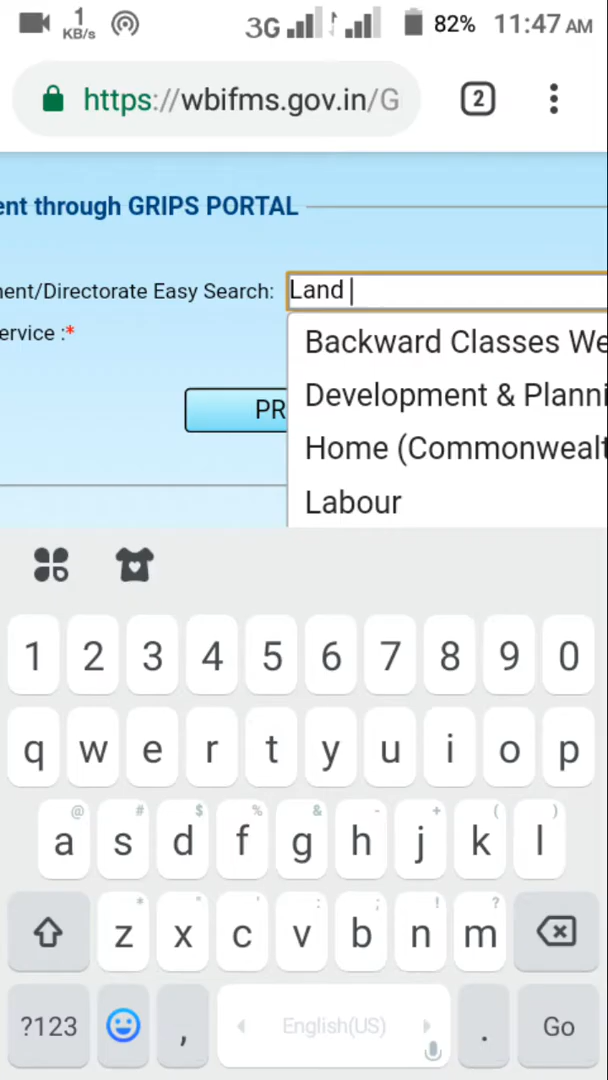 1
KB/s
3G
82%
11:47 AM
https://wbifms.gov.in/G
2
ent through GRIPS PORTAL
nent/Directorate Easy Search:
Land
ervice :*
Backward Classes We
PR
Development & Planni
Home (Commonwealt
Labour
1 2 3 4 5 6 7 8 9 0
q w e r t y u i o p
@ # $ % & - + ( )
a s d f g h j k l
* " ' : ; ! ?
z x c v b n m
?123 , English(US) . Go